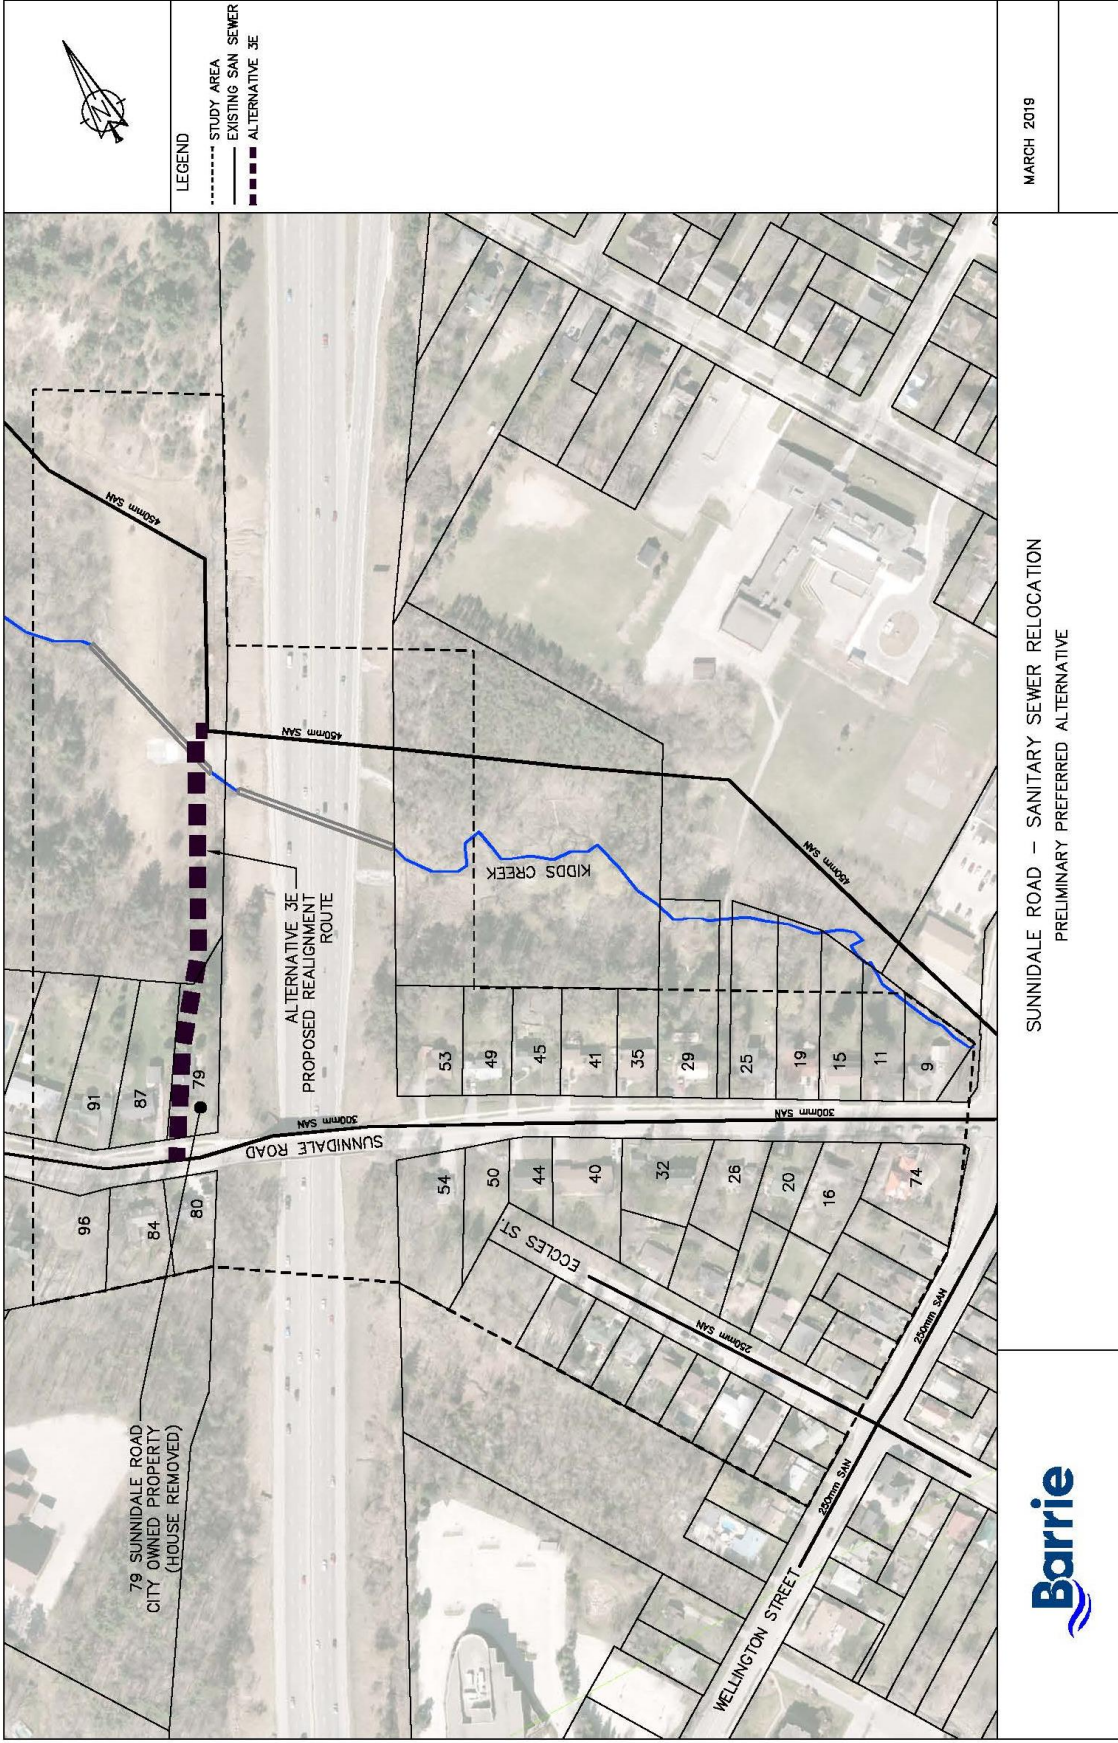 N
LEGEND
STUDY AREA
EXISTING SAN SEWER
ALTERNATIVE 3E
450mm SAN
450mm SAN
450mm SAN
KIDDS CREEK
ALTERNATIVE 3E
PROPOSED REALIGNMENT
ROUTE
91
87
79
53
49
45
41
35
29
25
19
15
11
9
300mm SAN
300mm SAN
SUNNIDALE ROAD
96
84
80
54
50
44
40
32
26
20
16
74
ECCLES ST.
250mm SAN
250mm SAN
250mm SAN
WELLINGTON STREET
79 SUNNIDALE ROAD
CITY OWNED PROPERTY
(HOUSE REMOVED)
Barrie
SUNNIDALE ROAD – SANITARY SEWER RELOCATION
PRELIMINARY PREFERRED ALTERNATIVE
MARCH 2019